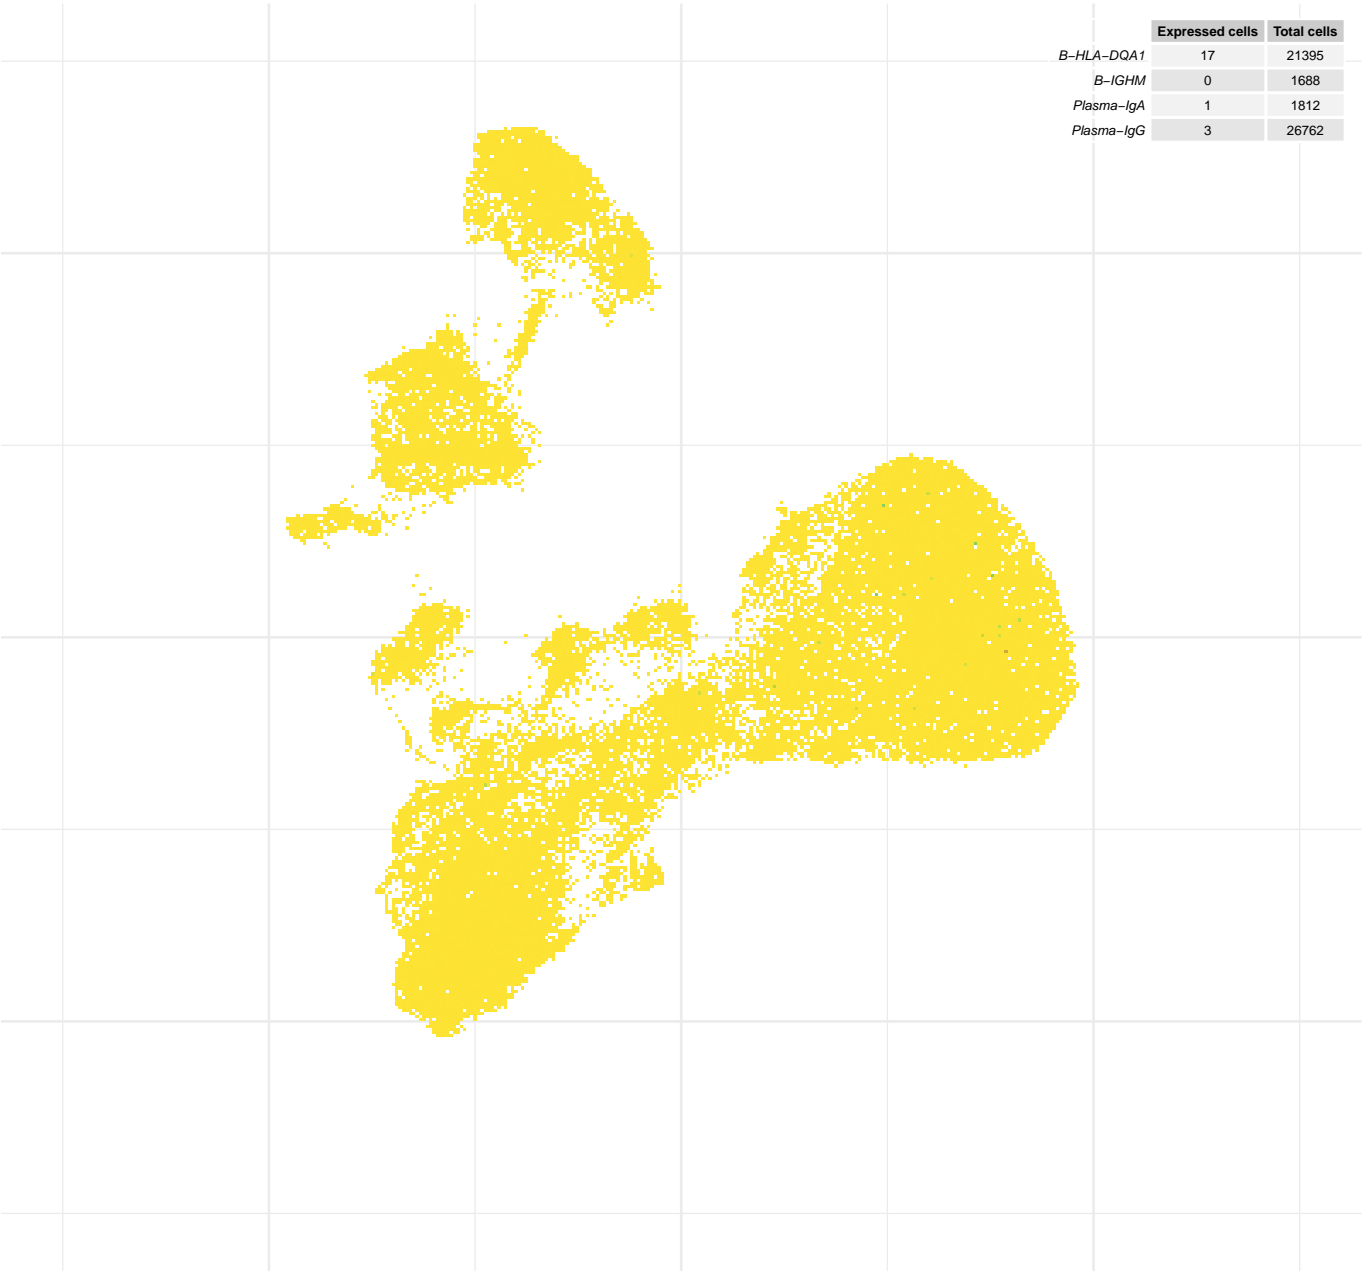 Expressed cells Total cells
B−HLA−DQA1 17 21395
B−IGHM 0 1688
Plasma−IgA 1 1812
Plasma−IgG 3 26762